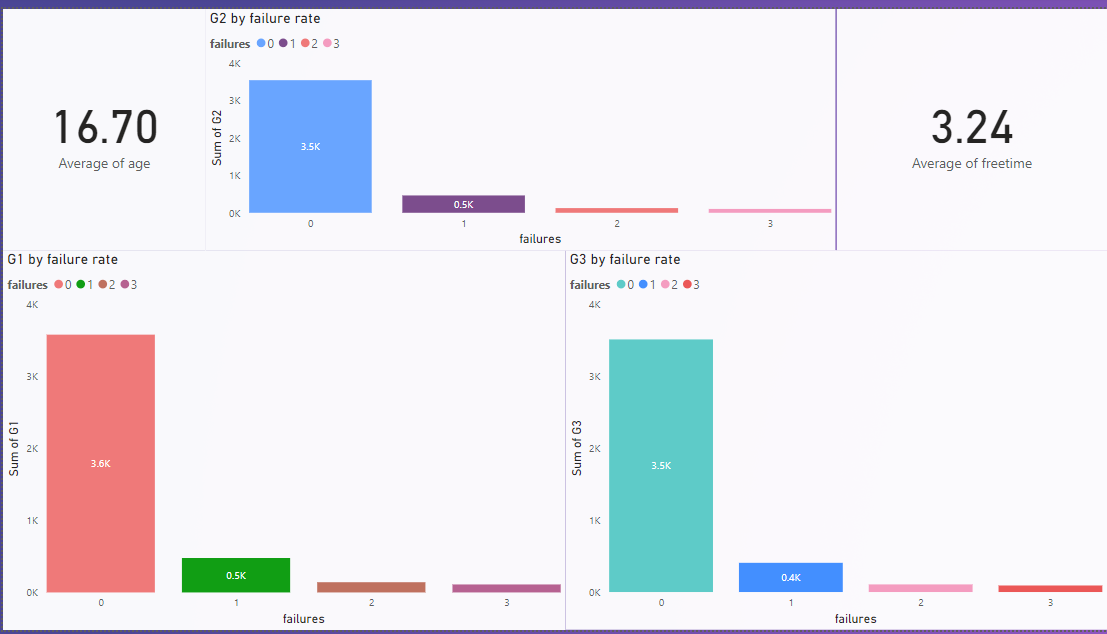 16.70
Average of age
G2 by failure rate
failures 0 1 2 3
Sum of G2
4K
3K
2K
1K
0K
3.5K
0.5K
0 1 2 3
failures
3.24
Average of freetime
G1 by failure rate
failures 0 1 2 3
Sum of G1
4K
3K
2K
1K
0K
3.6K
0.5K
0 1 2 3
failures
G3 by failure rate
failures 0 1 2 3
Sum of G3
4K
3K
2K
1K
0K
3.5K
0.4K
0 1 2 3
failures